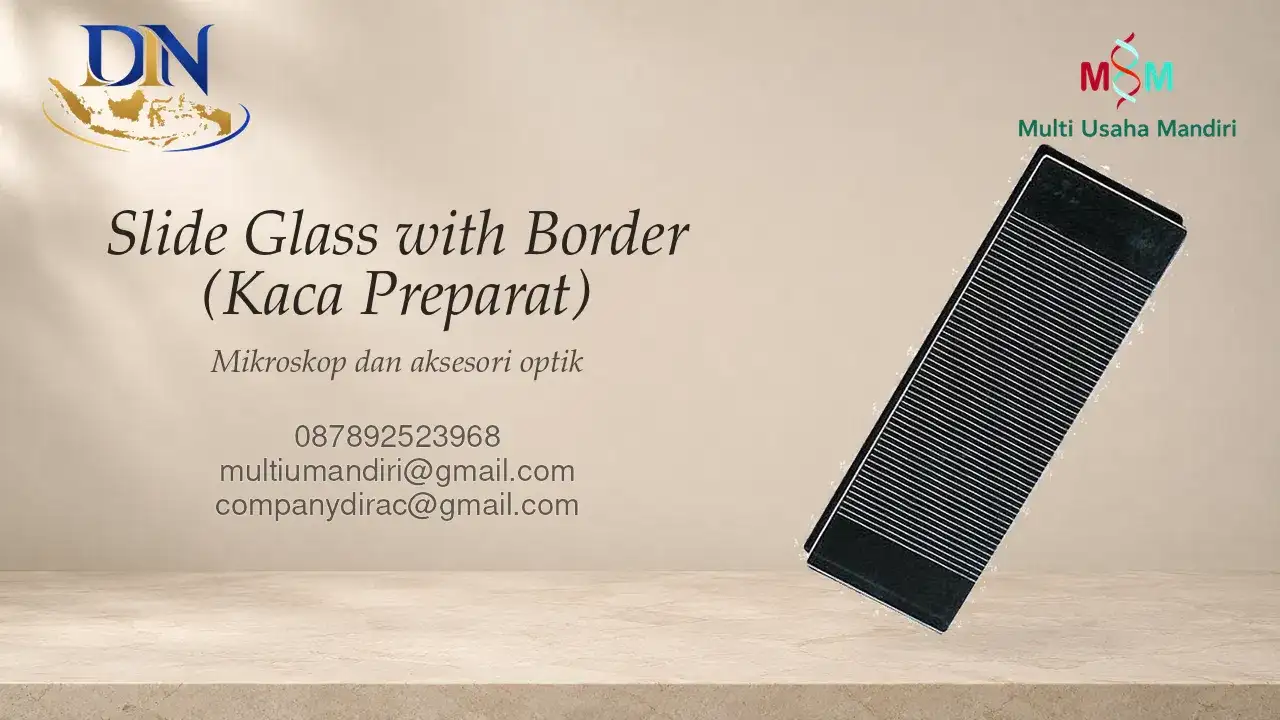 DN
M M
Multi Usaha Mandiri
Slide Glass with Border
(Kaca Preparat)
Mikroskop dan aksesori optik
087892523968
multiumandiri@gmail.com
companydirac@gmail.com